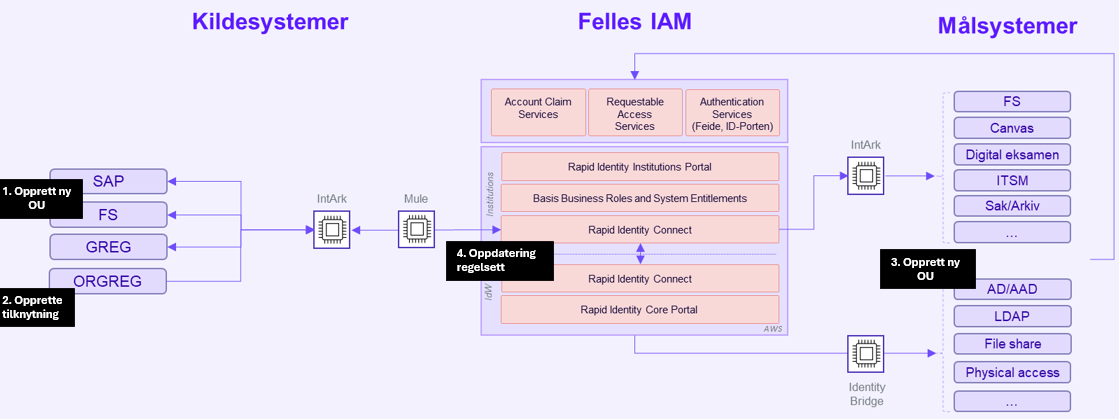 Kildesystemer
Felles IAM
Målsystemer
Account Claim
Services
Requestable
Access
Services
Authentication
Services
(Feide, ID-Porten)
Institutions
Rapid Identity Institutions Portal
Basis Business Roles and System Entitlements
Rapid Identity Connect
4. Oppdatering
regelsett
IdW
Rapid Identity Connect
Rapid Identity Core Portal
AWS
1. Opprett ny
OU
SAP
FS
GREG
ORGREG
2. Opprette
tilknytning
IntArk
Mule
IntArk
FS
Canvas
Digital eksamen
ITSM
Sak/Arkiv
...
3. Opprett ny
OU
AD/AAD
LDAP
File share
Physical access
...
Identity
Bridge